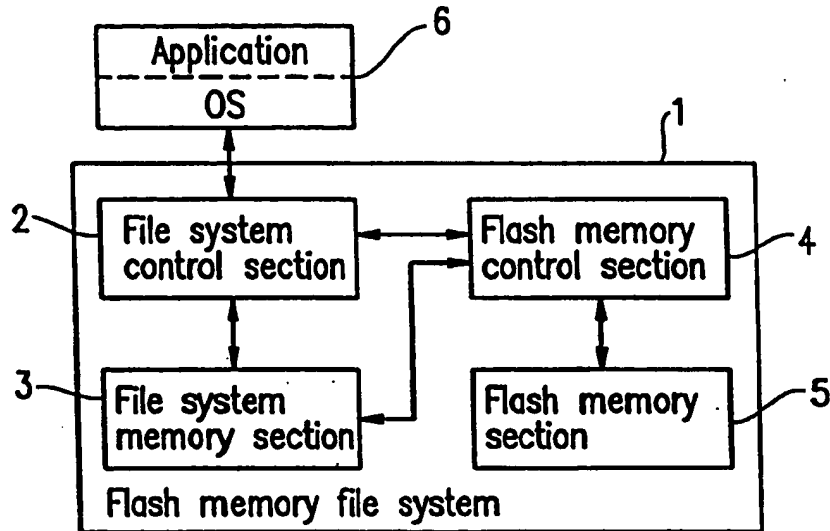 Application
6
OS
1
2
File system
control section
Flash memory
control section
4
3
File system
memory section
Flash memory
section
5
Flash memory file system